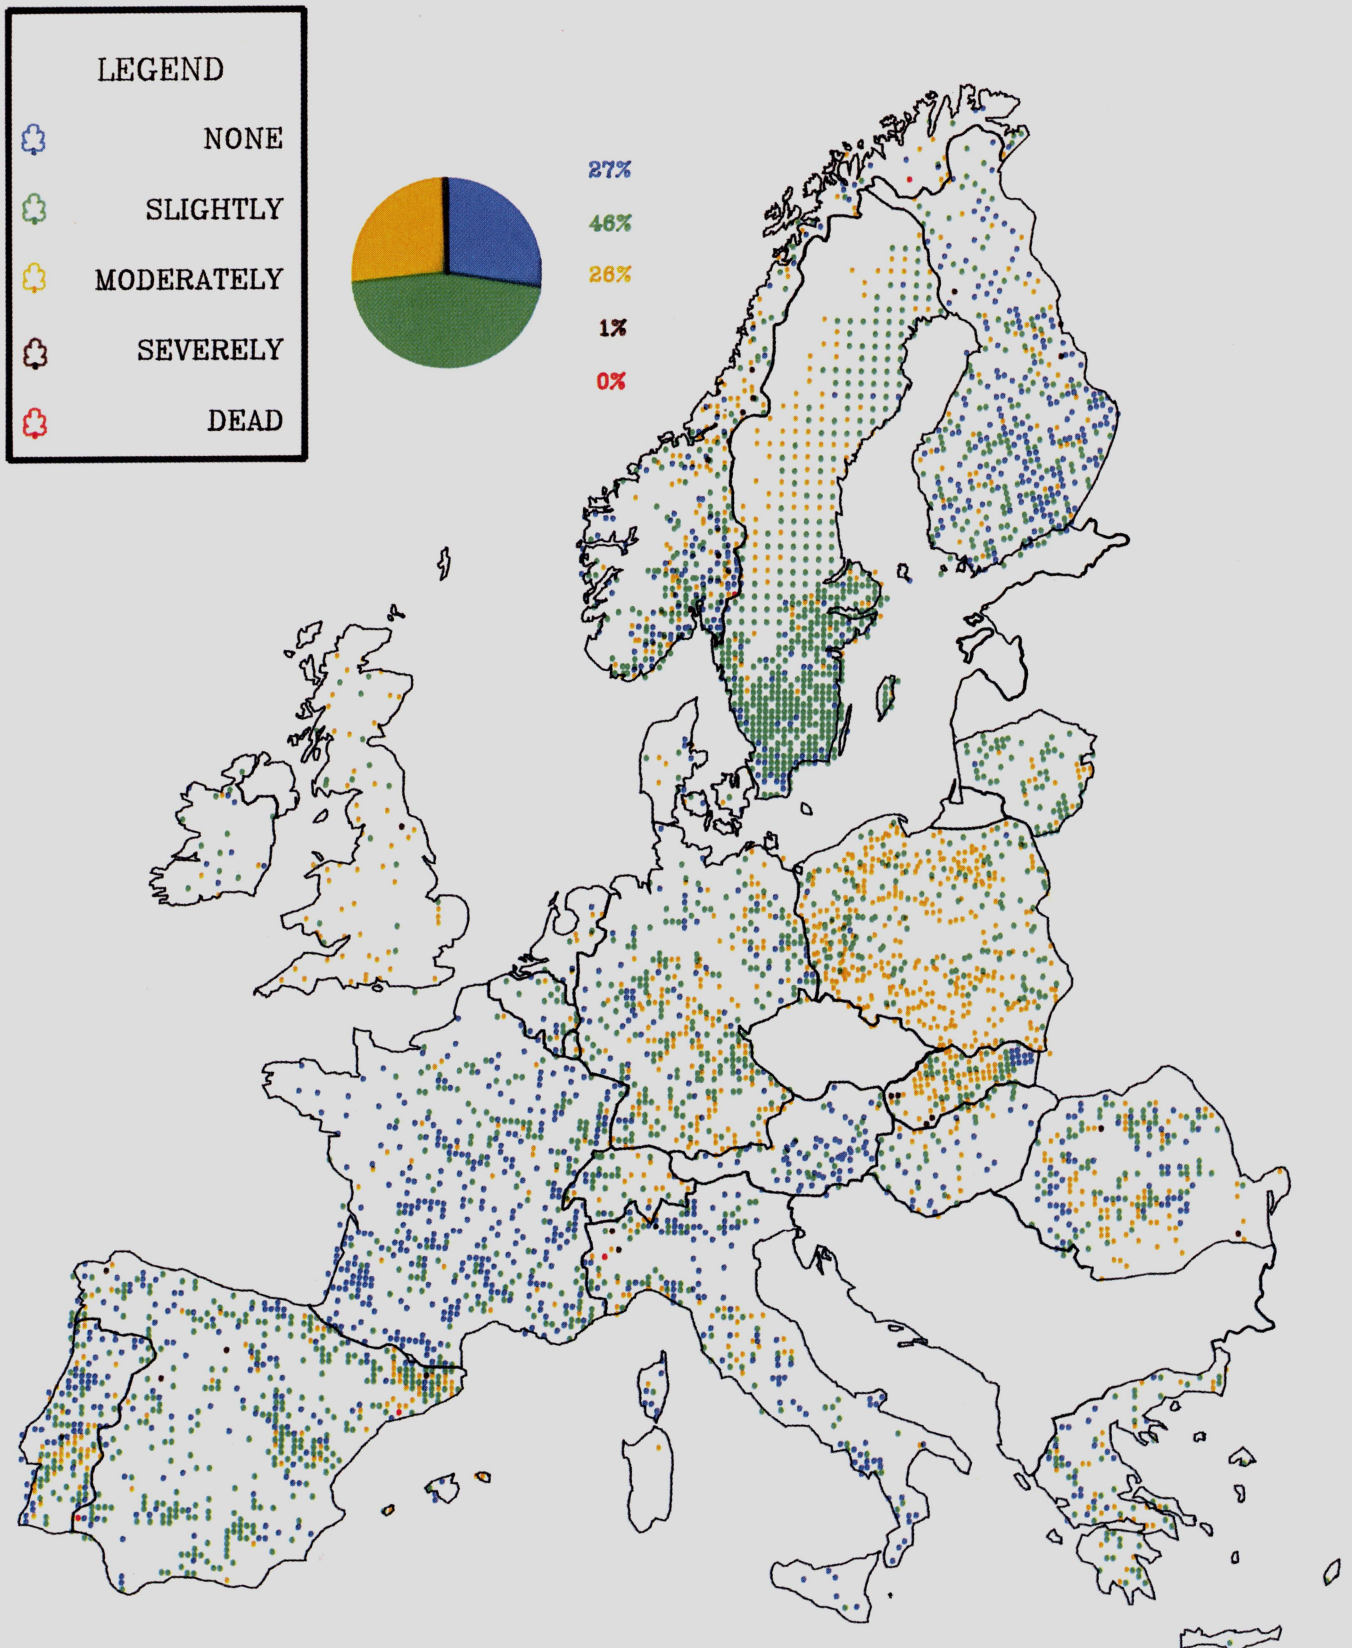 LEGEND
NONE
SLIGHTLY
MODERATELY
SEVERELY
DEAD
27%
46%
26%
1%
0%